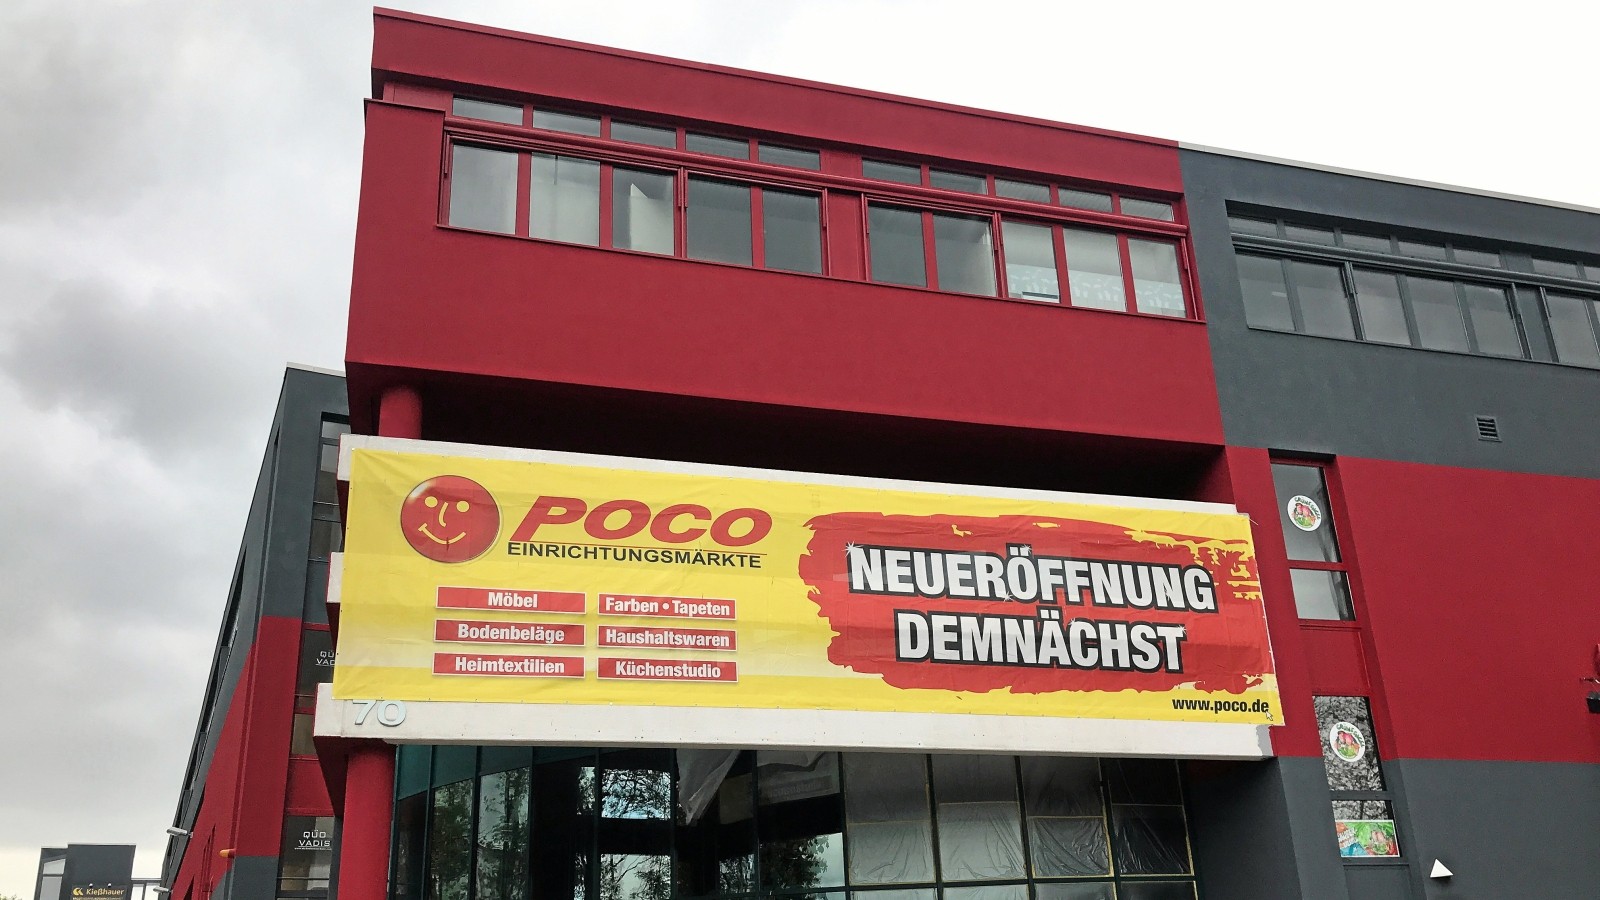 POCO
EINRICHTUNGSMÄRKTE
Möbel
Farben • Tapeten
Bodenbeläge
Haushaltswaren
Heimtextilien
Küchenstudio
NEUERÖFFNUNG
DEMNÄCHST
www.poco.de
70
QUO
VADIS
QUO
VADIS
Kießhauer